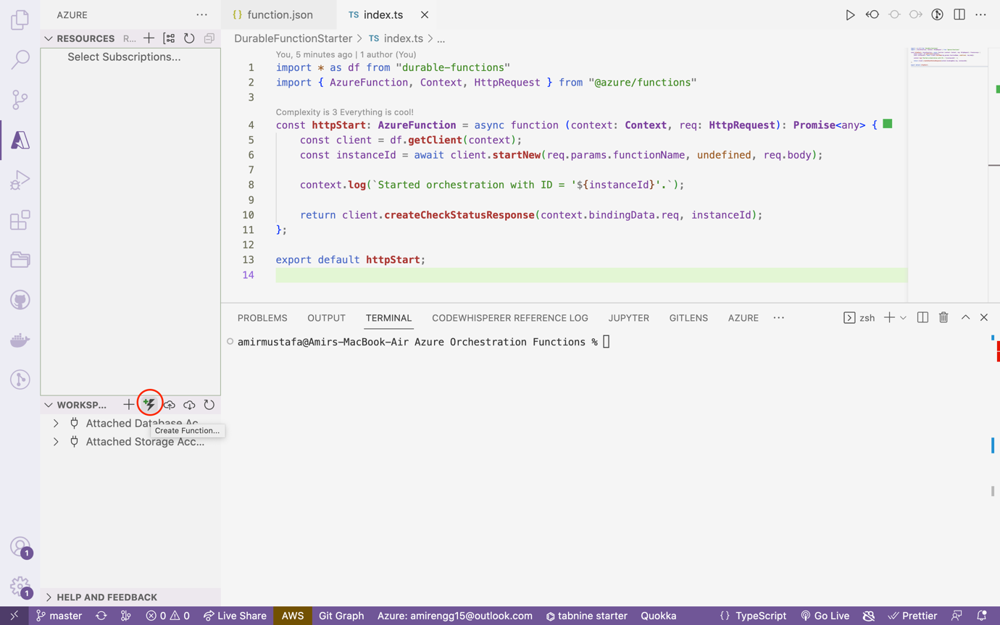 AZURE
RESOURCES R...
Select Subscriptions...
WORKSP...
Attached Database Ac
Create Function...
Attached Storage Acc...
HELP AND FEEDBACK
1
1
{} function.json
TS index.ts
DurableFunctionStarter > TS index.ts > ...
You, 5 minutes ago | 1 author (You)
1 import * as df from "durable-functions"
2 import { AzureFunction, Context, HttpRequest } from "@azure/functions"
3
Complexity is 3 Everything is cool!
4 const httpStart: AzureFunction = async function (context: Context, req: HttpRequest): Promise<any> {
5 const client = df.getClient(context);
6 const instanceId = await client.startNew(req.params.functionName, undefined, req.body);
7
8 context.log(`Started orchestration with ID = '${instanceId}'.`);
9
10 return client.createCheckStatusResponse(context.bindingData.req, instanceId);
11 };
12
13 export default httpStart;
14
PROBLEMS OUTPUT TERMINAL CODEWHISPERER REFERENCE LOG JUPYTER GITLENS AZURE ... zsh
amirmustafa@Amirs-MacBook-Air Azure Orchestration Functions %
master 0 0 Live Share AWS Git Graph Azure: amirengg15@outlook.com tabnine starter Quokka {} TypeScript Go Live Prettier